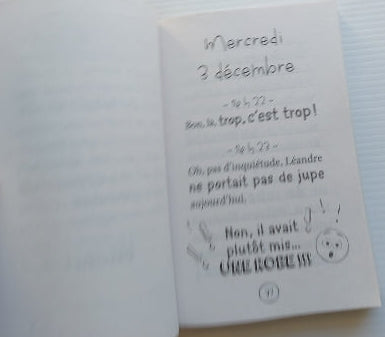 Mercredi
3 décembre
- 16 h 22 -
Bon, là, trop, c'est trop!
- 16 h 23 -
Oh, pas d'inquiétude, Léandre
ne portait pas de jupe
aujourd'hui.
Non, il avait
plutôt mis...
UNE ROBE !!!